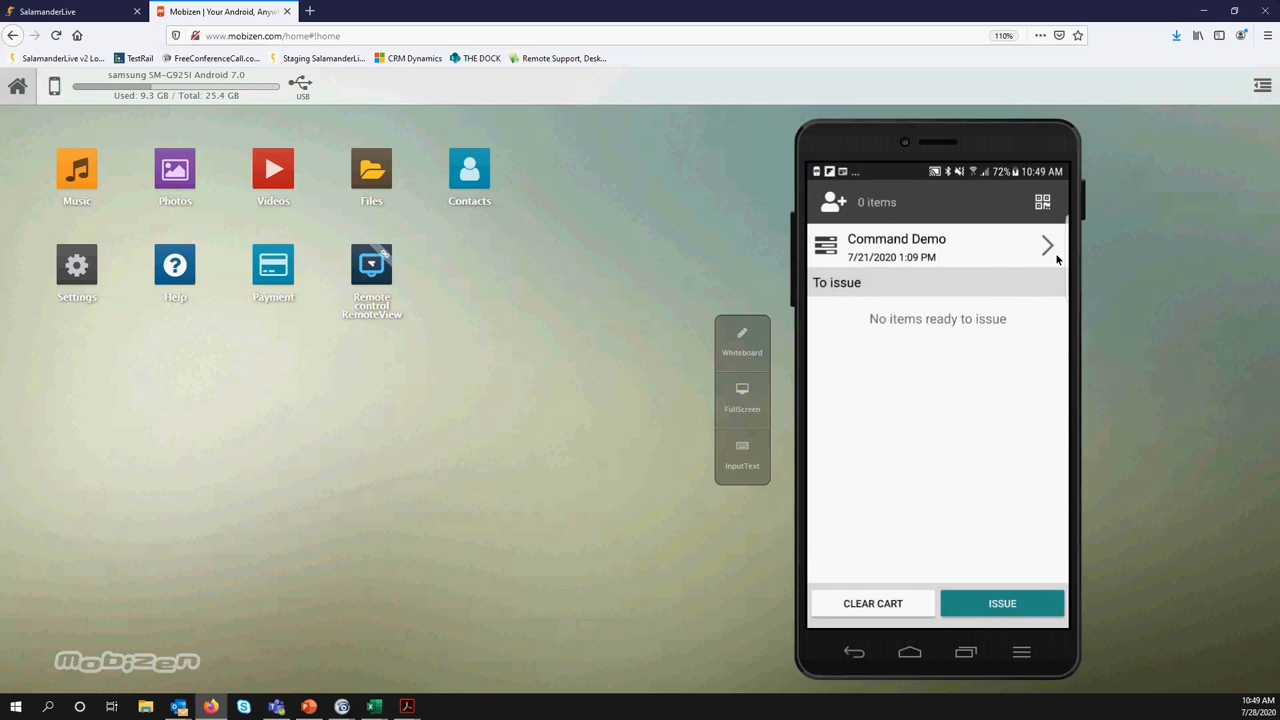 SalamanderLive
Mobizen | Your Android, Anyw
www.mobizen.com/home#!home
110%
SalamanderLive v2 Lo...
TestRail
FreeConferenceCall.co...
Staging SalamanderLi...
CRM Dynamics
THE DOCK
Remote Support, Desk...
samsung SM-G925I Android 7.0
Used: 9.3 GB / Total: 25.4 GB
USB
Music
Photos
Videos
Files
Contacts
Settings
Help
Payment
Remote
control
RemoteView
Whiteboard
FullScreen
InputText
... 72% 10:49 AM
0 items
Command Demo
7/21/2020 1:09 PM
To issue
No items ready to issue
CLEAR CART
ISSUE
mobizen
10:49 AM
7/28/2020